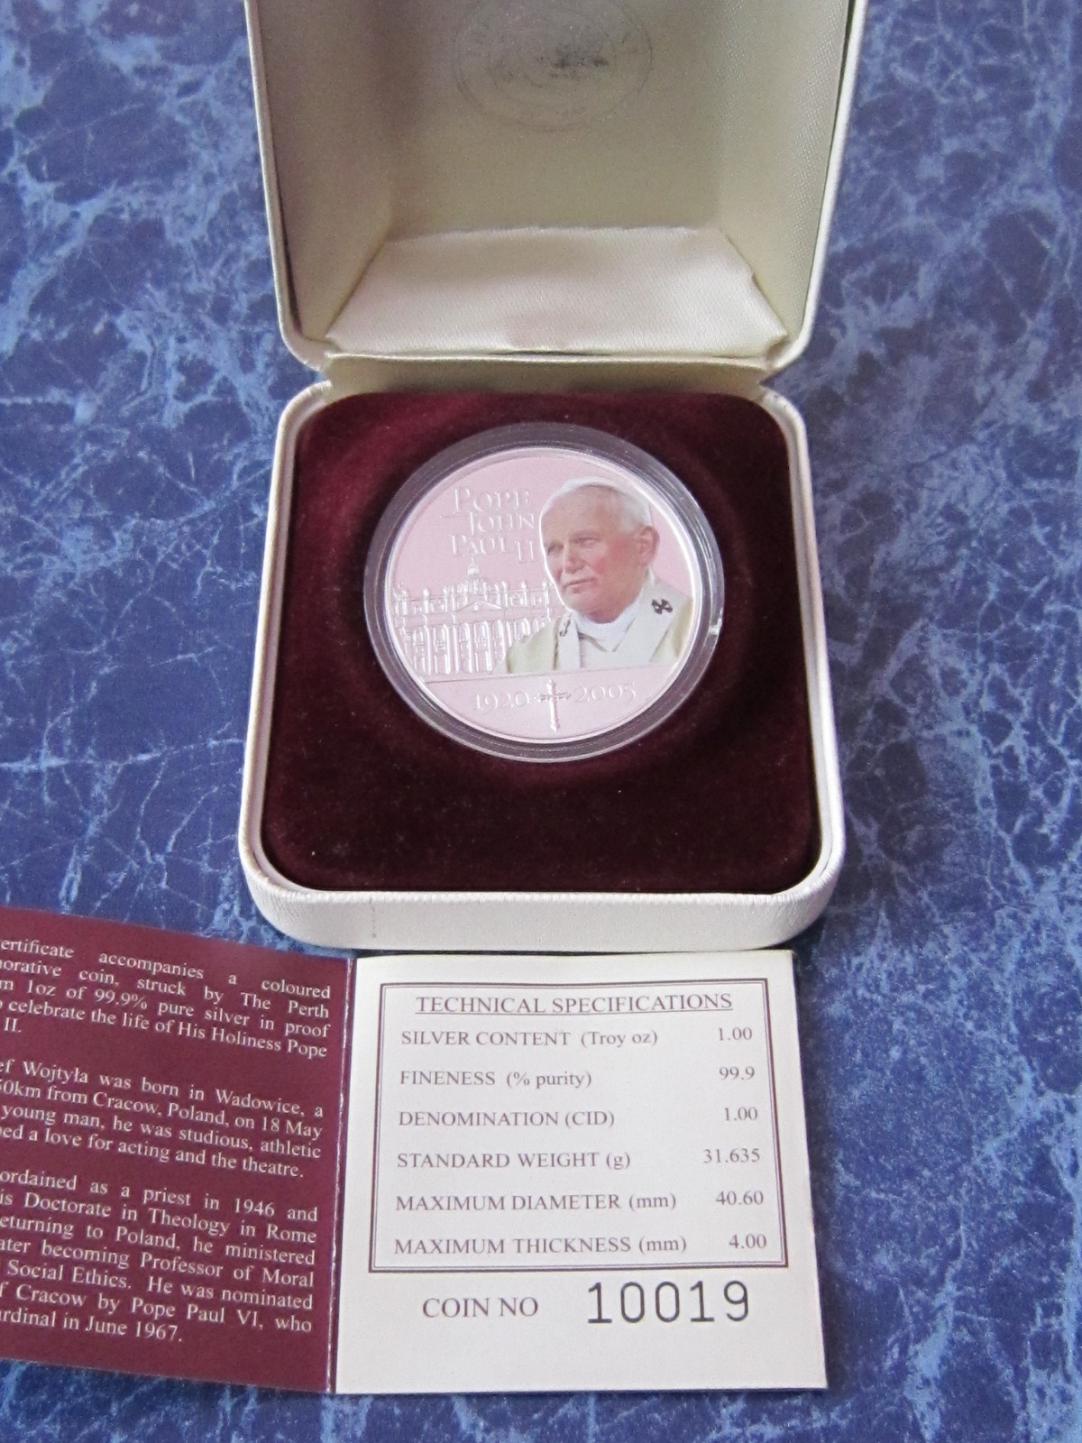 POPE
JOHN
PAUL II
1920 2005
ertificate accompanies a coloured
orative coin, struck by The Perth
m 1oz of 99.9% pure silver in proof
o celebrate the life of His Holiness Pope
II.
ef Wojtyła was born in Wadowice, a
50km from Cracow, Poland, on 18 May
young man, he was studious, athletic
ped a love for acting and the theatre.
ordained as a priest in 1946 and
is Doctorate in Theology in Rome
eturning to Poland, he ministered
ater becoming Professor of Moral
Social Ethics. He was nominated
f Cracow by Pope Paul VI, who
ardinal in June 1967.
TECHNICAL SPECIFICATIONS
SILVER CONTENT (Troy oz) 1.00
FINENESS (% purity) 99.9
DENOMINATION (CID) 1.00
STANDARD WEIGHT (g) 31.635
MAXIMUM DIAMETER (mm) 40.60
MAXIMUM THICKNESS (mm) 4.00
COIN NO 10019